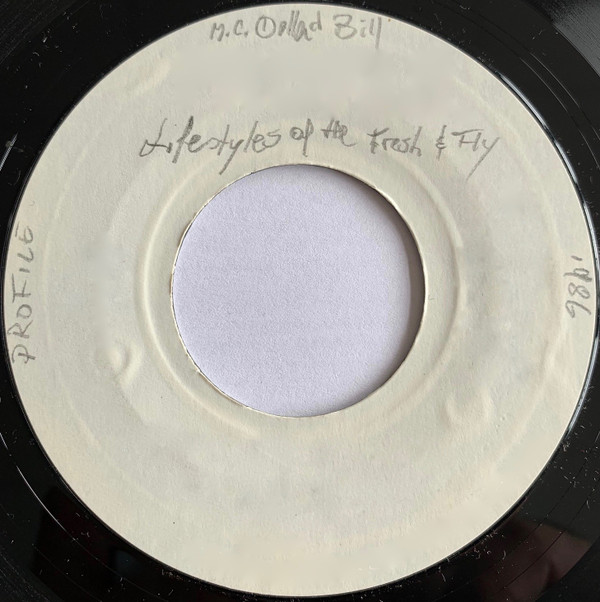 M.C. Dollad Bill
Lifestyles of the Fresh & Fly
PROFILE
1986